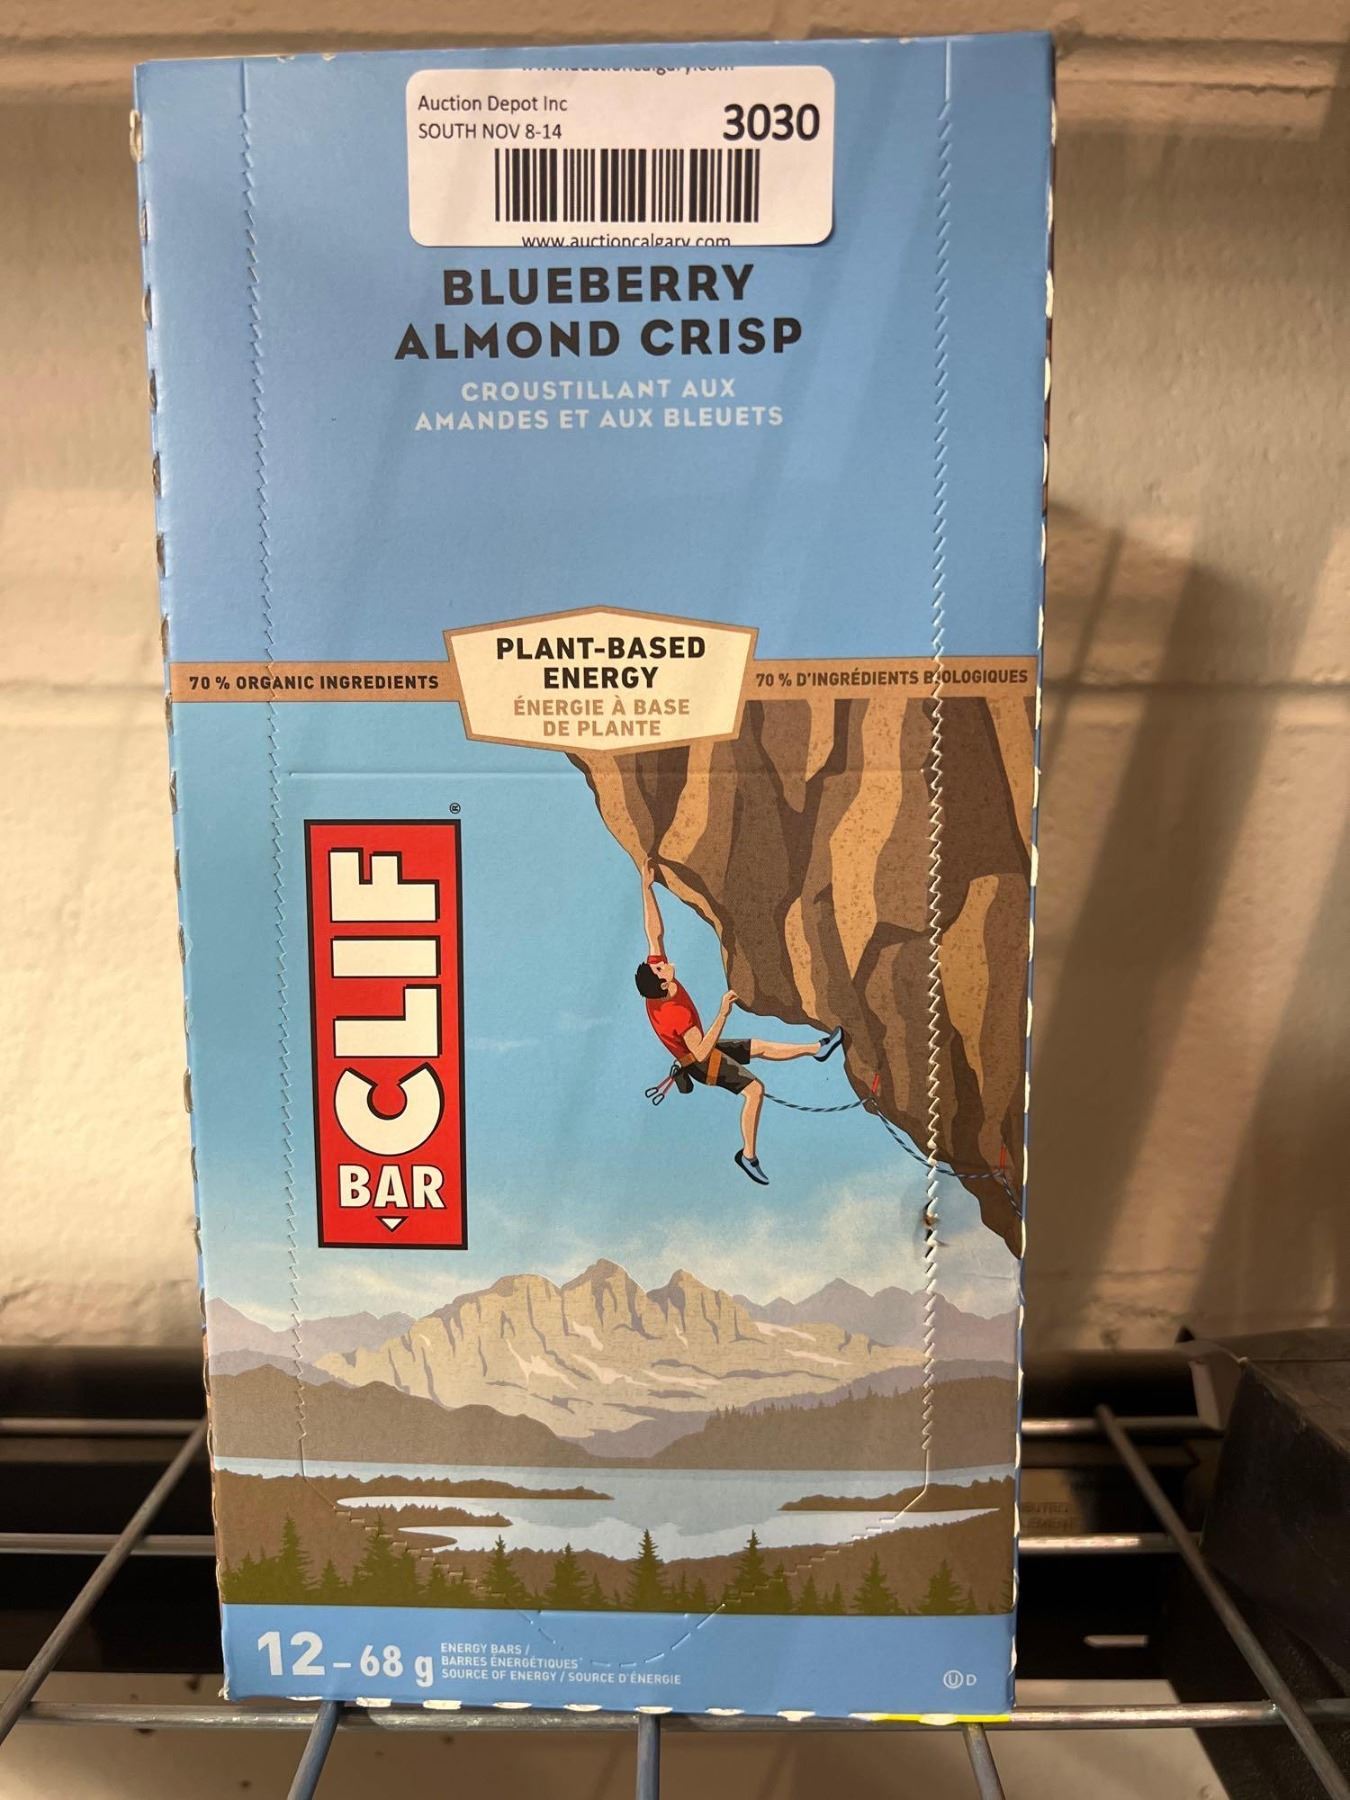 Auction Depot Inc
SOUTH NOV 8-14
3030
www.auctioncalgary.com
BLUEBERRY
ALMOND CRISP
CROUSTILLANT AUX
AMANDES ET AUX BLEUETS
PLANT-BASED
ENERGY
ÉNERGIE À BASE
DE PLANTE
70 % ORGANIC INGREDIENTS
70 % D'INGRÉDIENTS BIOLOGIQUES
CLIF®
BAR
12 – 68 g
ENERGY BARS /
BARRES ÉNERGÉTIQUES
SOURCE OF ENERGY / SOURCE D'ÉNERGIE
U D